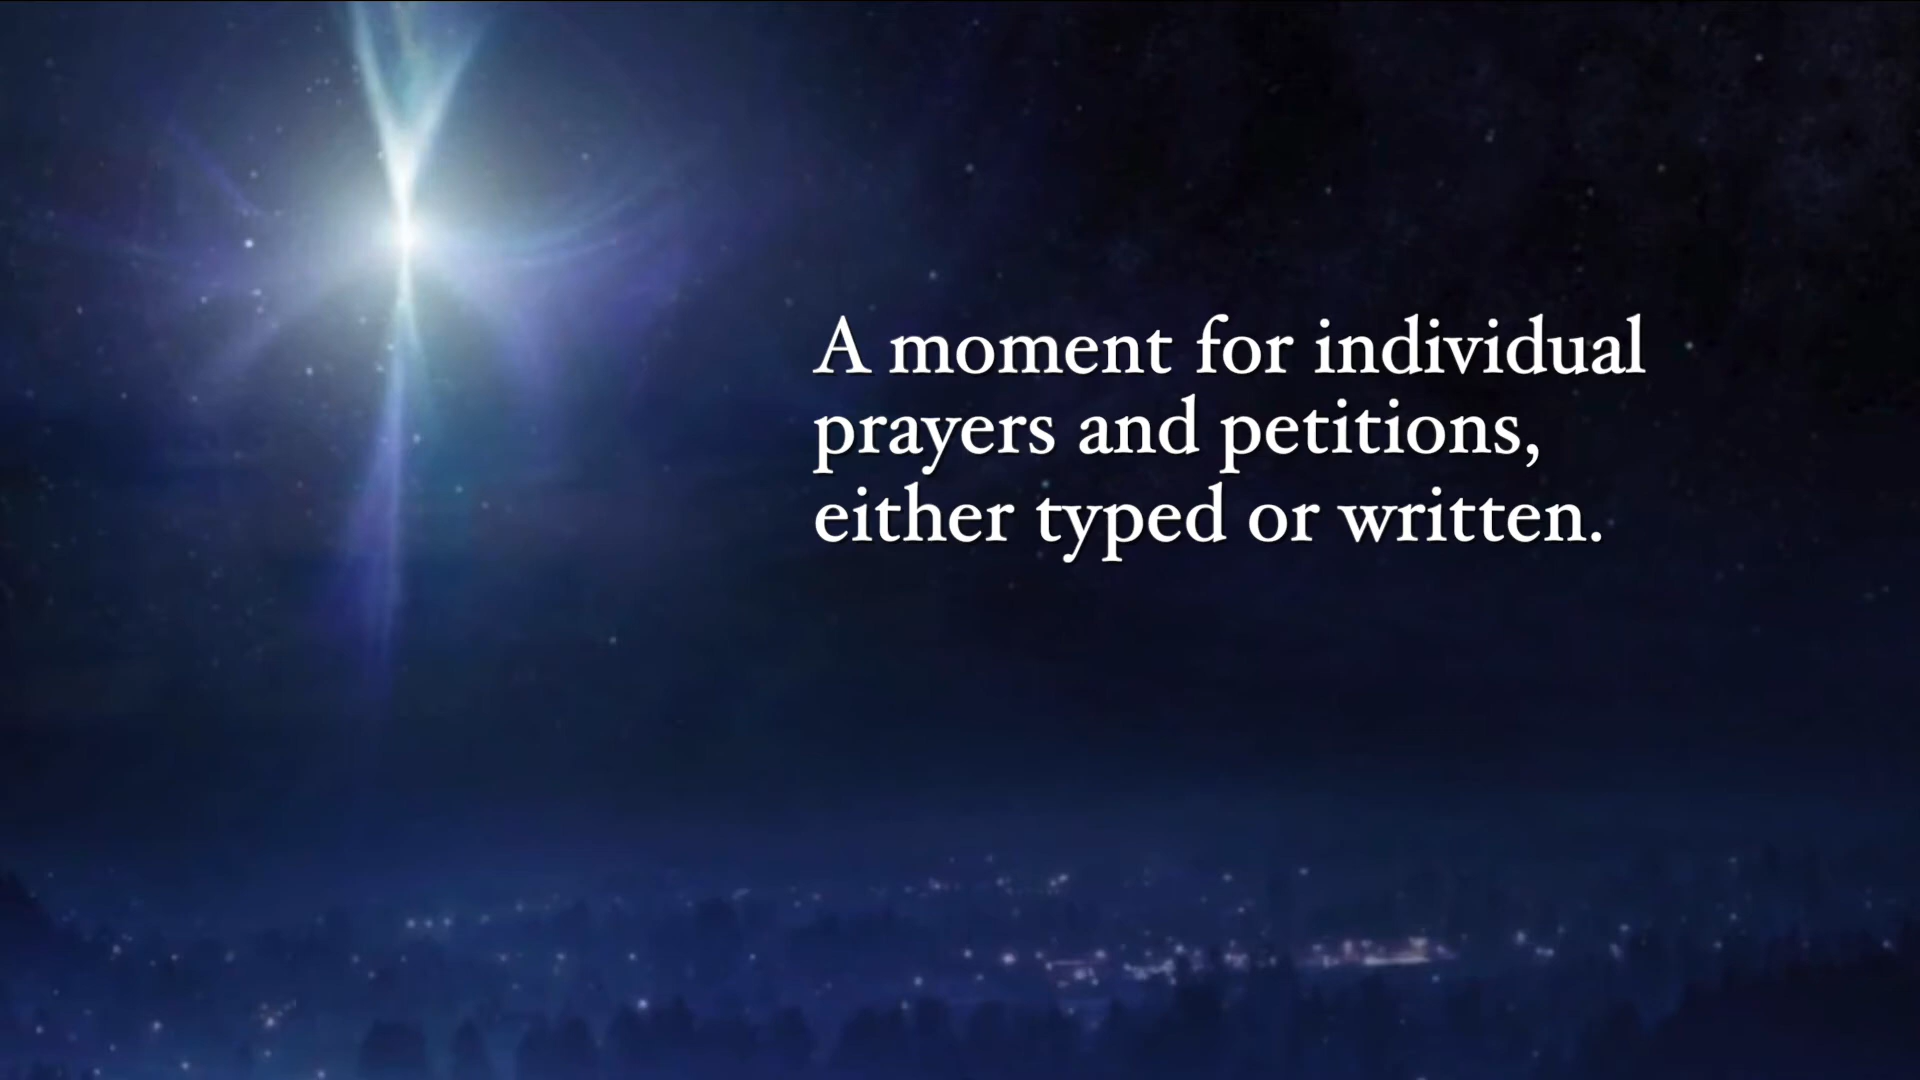 A moment for individual
prayers and petitions,
either typed or written.